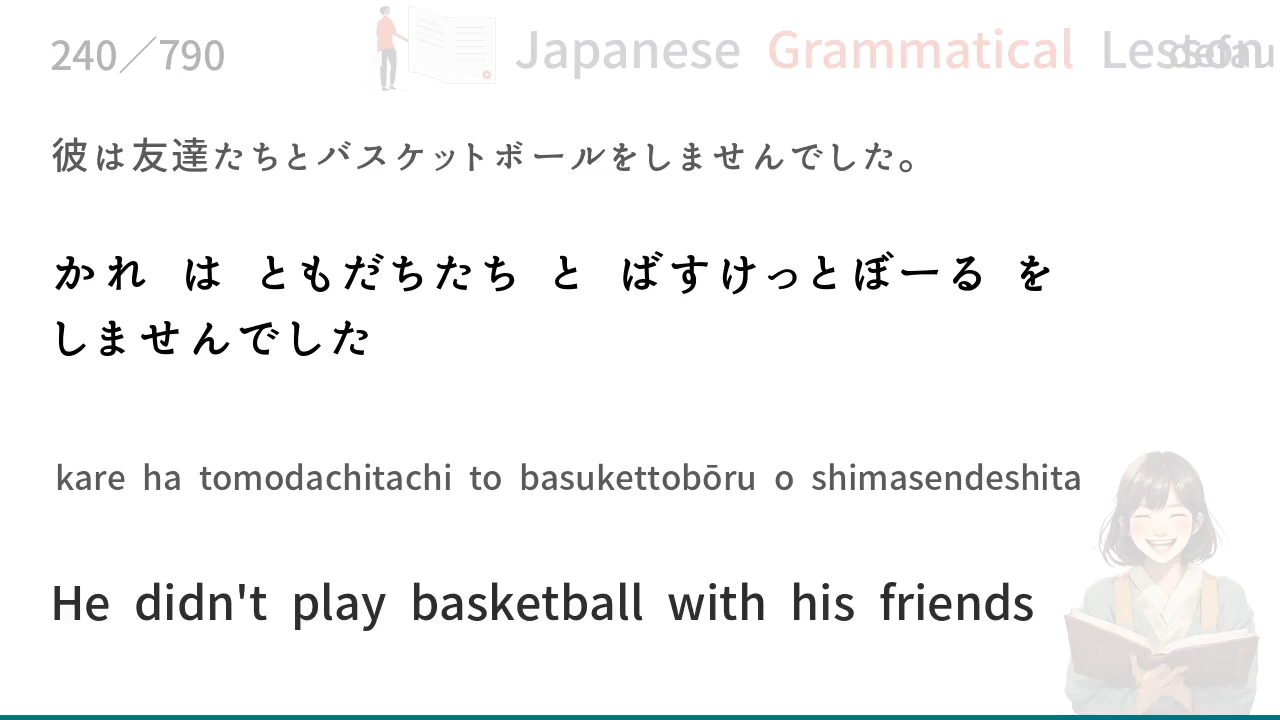 240／790
Japanese Grammatical Lesson
defau
彼は友達たちとバスケットボールをしませんでした。
かれ は ともだちたち と ばすけっとぼーる を
しませんでした
kare ha tomodachitachi to basukettobōru o shimasendeshita
He didn't play basketball with his friends